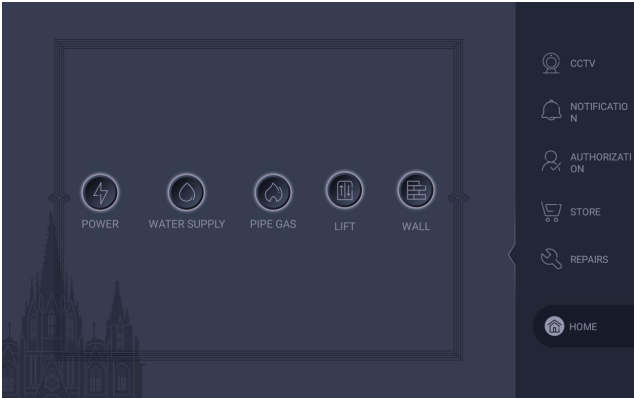 CCTV
NOTIFICATIO
N
AUTHORIZATI
ON
POWER
WATER SUPPLY
PIPE GAS
LIFT
WALL
STORE
REPAIRS
HOME